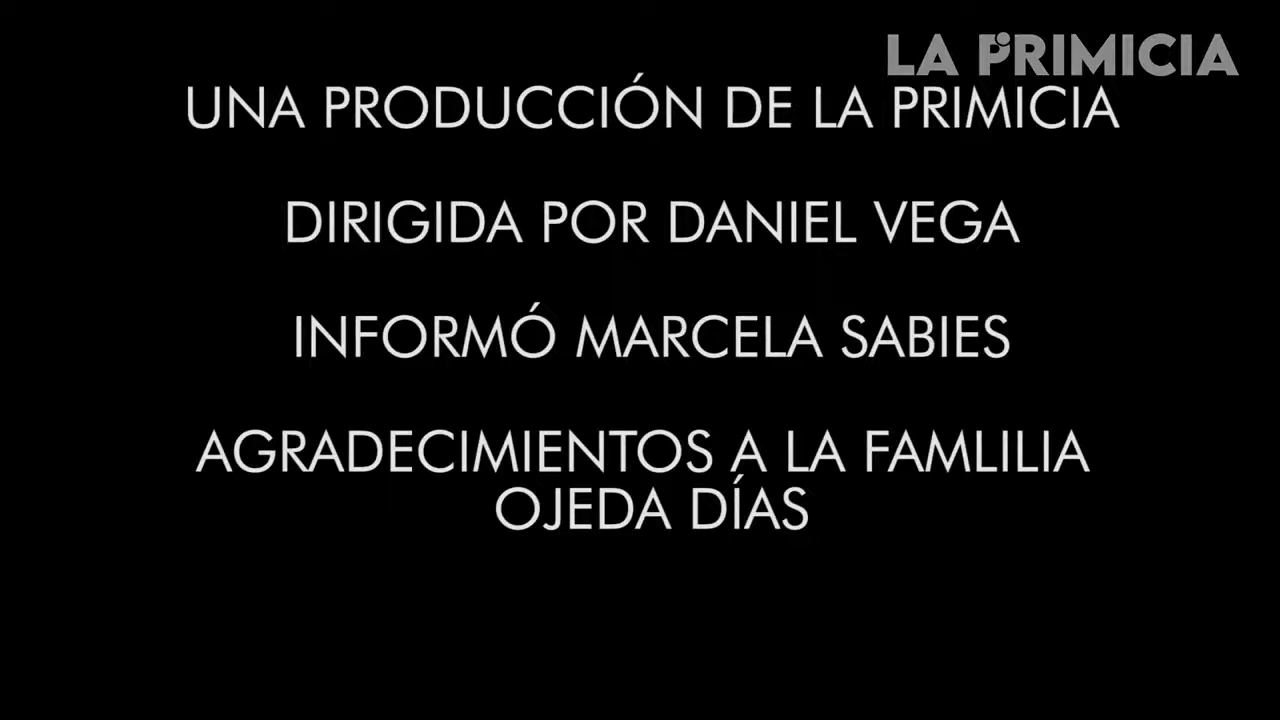 LA PRIMICIA
UNA PRODUCCIÓN DE LA PRIMICIA
DIRIGIDA POR DANIEL VEGA
INFORMÓ MARCELA SABIES
AGRADECIMIENTOS A LA FAMLILIA
OJEDA DÍAS